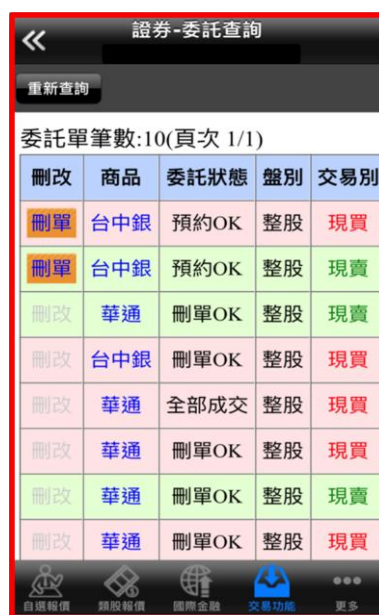 證券-委託查詢
重新查詢
委託單筆數:10(頁次 1/1)
刪改 商品 委託狀態 盤別 交易別
刪單 台中銀 預約OK 整股 現買
刪單 台中銀 預約OK 整股 現賣
刪改 華通 刪單OK 整股 現賣
刪改 台中銀 刪單OK 整股 現買
刪改 華通 全部成交 整股 現買
刪改 華通 刪單OK 整股 現買
刪改 華通 刪單OK 整股 現賣
刪改 華通 刪單OK 整股 現買
自選報價 類股報價 國際金融 交易功能 更多